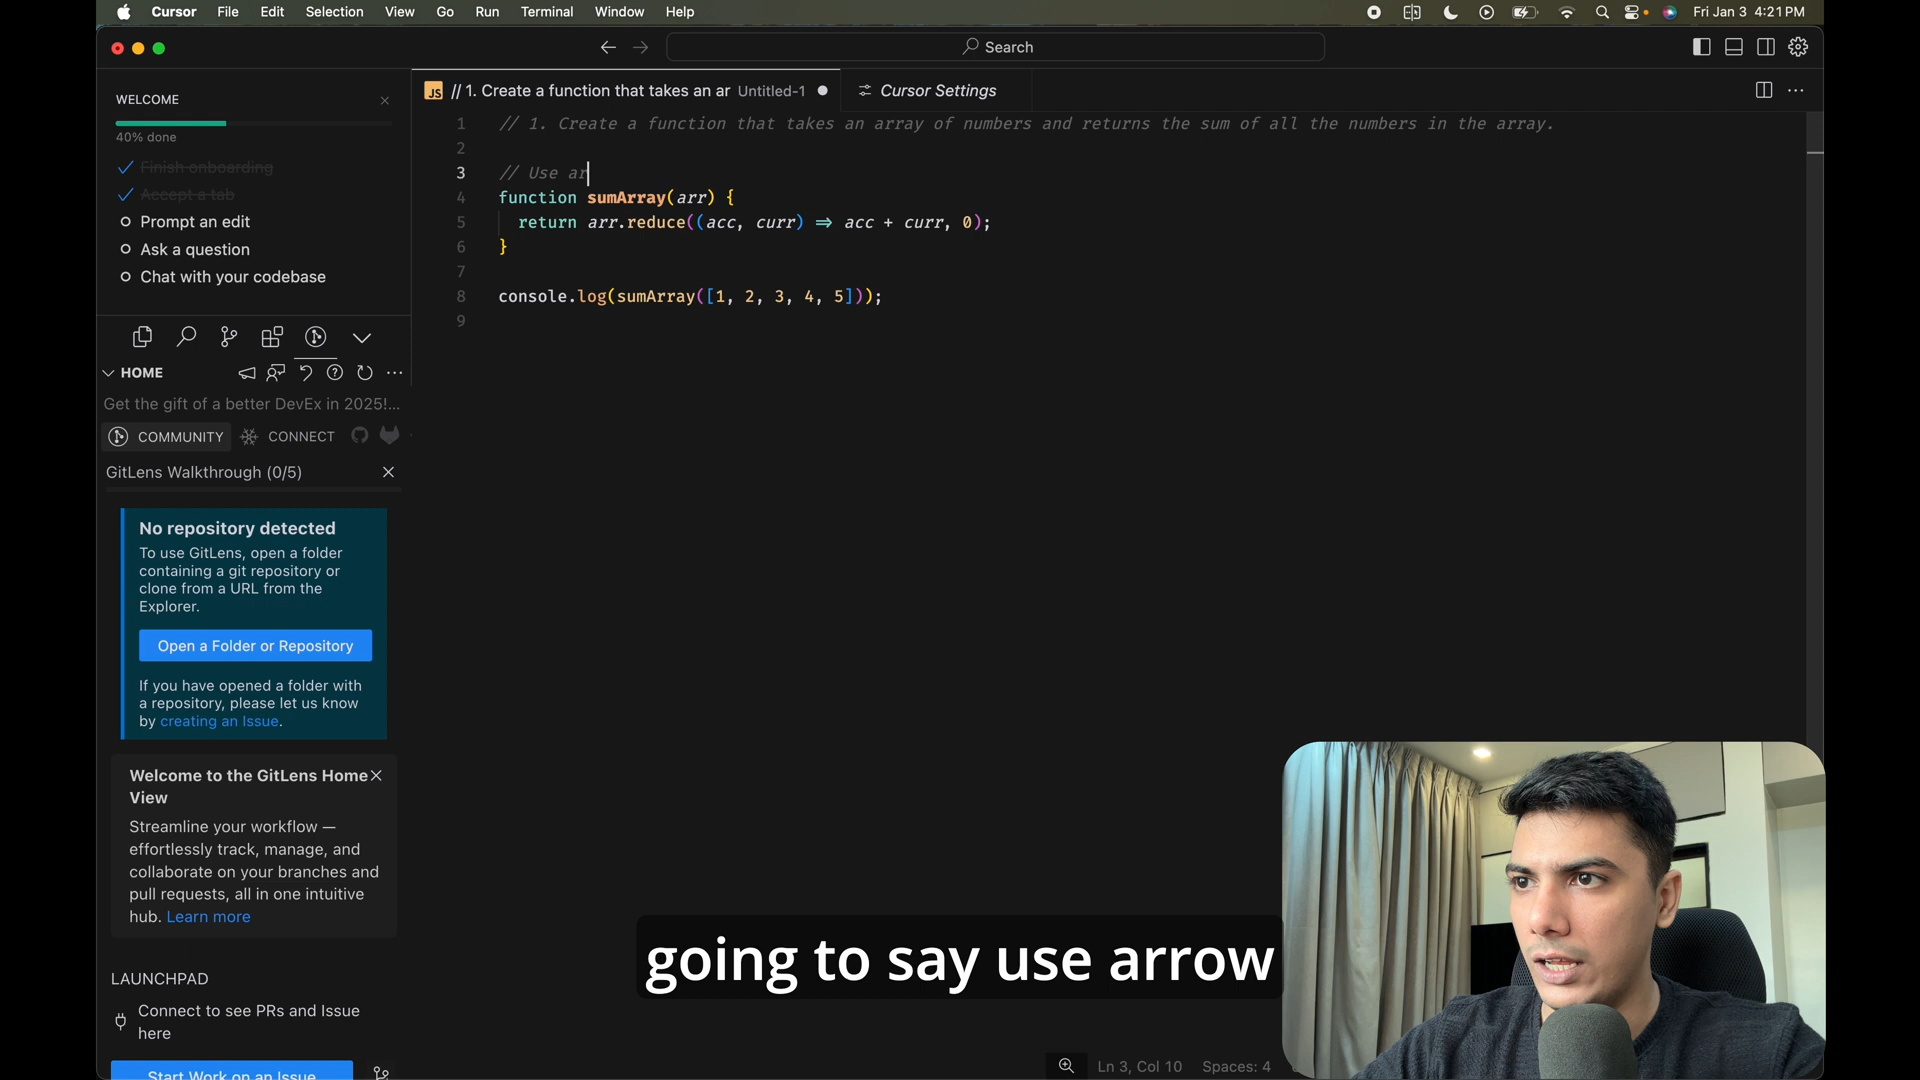 Cursor File Edit Selection View Go Run Terminal Window Help Fri Jan 3 4:21 PM
Search
WELCOME
40% done
Finish onboarding
Accept a tab
Prompt an edit
Ask a question
Chat with your codebase
HOME
Get the gift of a better DevEx in 2025!...
COMMUNITY CONNECT
GitLens Walkthrough (0/5)
No repository detected
To use GitLens, open a folder
containing a git repository or
clone from a URL from the
Explorer.
Open a Folder or Repository
If you have opened a folder with
a repository, please let us know
by creating an Issue.
Welcome to the GitLens Home
View
Streamline your workflow —
effortlessly track, manage, and
collaborate on your branches and
pull requests, all in one intuitive
hub. Learn more
LAUNCHPAD
Connect to see PRs and Issue
here
Start Work on an Issue
JS // 1. Create a function that takes an ar Untitled-1 Cursor Settings
1 // 1. Create a function that takes an array of numbers and returns the sum of all the numbers in the array.
2
3 // Use ar
4 function sumArray(arr) {
5 return arr.reduce((acc, curr) => acc + curr, 0);
6 }
7
8 console.log(sumArray([1, 2, 3, 4, 5]));
9
going to say use arrow
Ln 3, Col 10 Spaces: 4